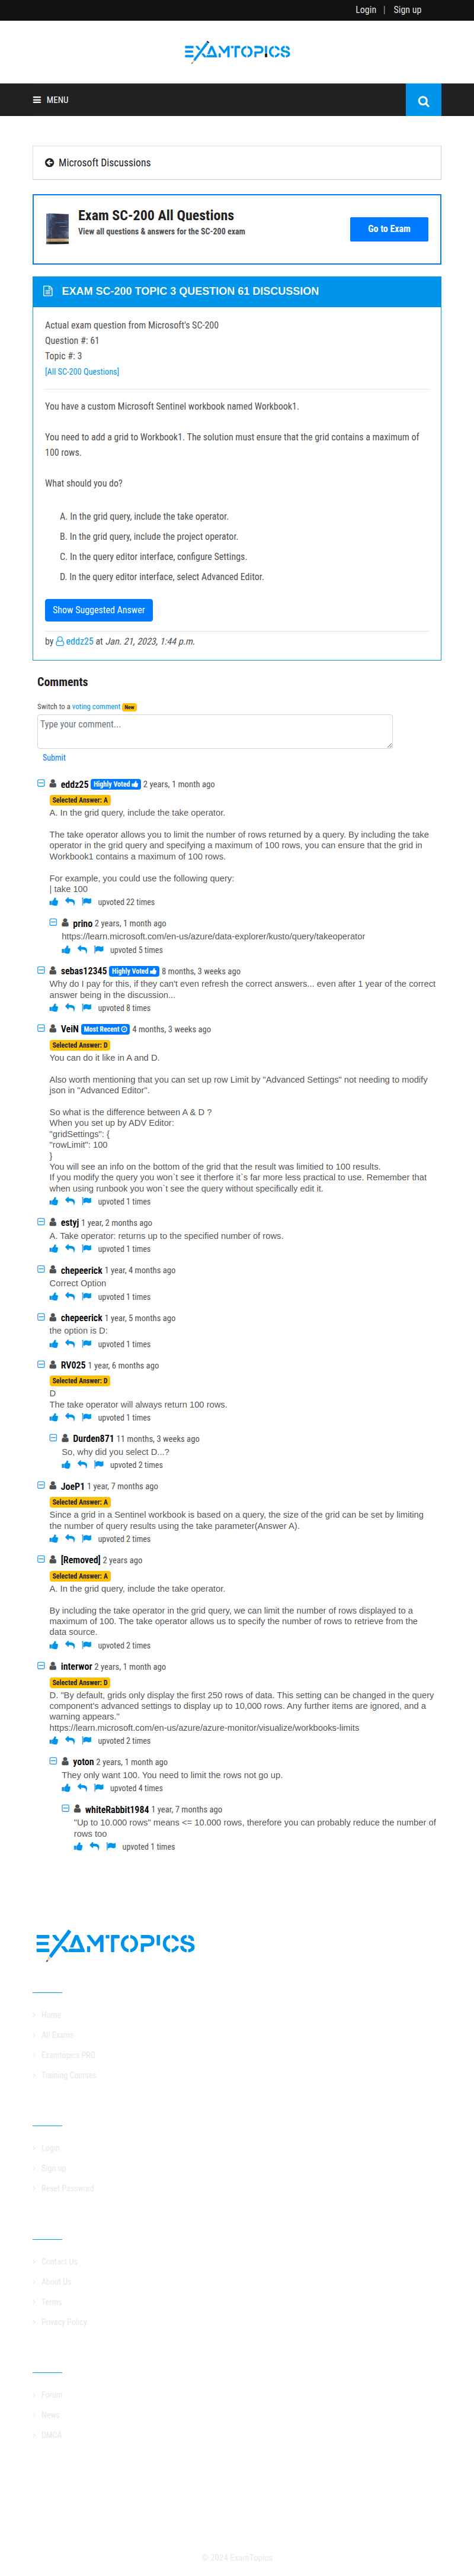 Login | Sign up
EXAMTOPICS
MENU
Microsoft Discussions
Exam SC-200 All Questions
View all questions & answers for the SC-200 exam
Go to Exam
EXAM SC-200 TOPIC 3 QUESTION 61 DISCUSSION
Actual exam question from Microsoft's SC-200
Question #: 61
Topic #: 3
[All SC-200 Questions]
You have a custom Microsoft Sentinel workbook named Workbook1.
You need to add a grid to Workbook1. The solution must ensure that the grid contains a maximum of
100 rows.
What should you do?
A. In the grid query, include the take operator.
B. In the grid query, include the project operator.
C. In the query editor interface, configure Settings.
D. In the query editor interface, select Advanced Editor.
Show Suggested Answer
by eddz25 at Jan. 21, 2023, 1:44 p.m.
Comments
Switch to a voting comment New
Type your comment...
Submit
eddz25 Highly Voted 2 years, 1 month ago
Selected Answer: A
A. In the grid query, include the take operator.
The take operator allows you to limit the number of rows returned by a query. By including the take
operator in the grid query and specifying a maximum of 100 rows, you can ensure that the grid in
Workbook1 contains a maximum of 100 rows.
For example, you could use the following query:
| take 100
upvoted 22 times
prino 2 years, 1 month ago
https://learn.microsoft.com/en-us/azure/data-explorer/kusto/query/takeoperator
upvoted 5 times
sebas12345 Highly Voted 8 months, 3 weeks ago
Why do I pay for this, if they can't even refresh the correct answers... even after 1 year of the correct
answer being in the discussion...
upvoted 8 times
VeiN Most Recent 4 months, 3 weeks ago
Selected Answer: D
You can do it like in A and D.
Also worth mentioning that you can set up row Limit by "Advanced Settings" not needing to modify
json in "Advanced Editor".
So what is the difference between A & D ?
When you set up by ADV Editor:
"gridSettings": {
"rowLimit": 100
}
You will see an info on the bottom of the grid that the result was limitied to 100 results.
If you modify the query you won`t see it therfore it`s far more less practical to use. Remember that
when using runbook you won`t see the query without specifically edit it.
upvoted 1 times
estyj 1 year, 2 months ago
A. Take operator: returns up to the specified number of rows.
upvoted 1 times
chepeerick 1 year, 4 months ago
Correct Option
upvoted 1 times
chepeerick 1 year, 5 months ago
the option is D:
upvoted 1 times
RV025 1 year, 6 months ago
Selected Answer: D
D
The take operator will always return 100 rows.
upvoted 1 times
Durden871 11 months, 3 weeks ago
So, why did you select D...?
upvoted 2 times
JoeP1 1 year, 7 months ago
Selected Answer: A
Since a grid in a Sentinel workbook is based on a query, the size of the grid can be set by limiting
the number of query results using the take parameter(Answer A).
upvoted 2 times
[Removed] 2 years ago
Selected Answer: A
A. In the grid query, include the take operator.
By including the take operator in the grid query, we can limit the number of rows displayed to a
maximum of 100. The take operator allows us to specify the number of rows to retrieve from the
data source.
upvoted 2 times
interwor 2 years, 1 month ago
Selected Answer: D
D. "By default, grids only display the first 250 rows of data. This setting can be changed in the query
component's advanced settings to display up to 10,000 rows. Any further items are ignored, and a
warning appears."
https://learn.microsoft.com/en-us/azure/azure-monitor/visualize/workbooks-limits
upvoted 2 times
yoton 2 years, 1 month ago
They only want 100. You need to limit the rows not go up.
upvoted 4 times
whiteRabbit1984 1 year, 7 months ago
"Up to 10.000 rows" means <= 10.000 rows, therefore you can probably reduce the number of
rows too
upvoted 1 times
EXAMTOPICS
Home
All Exams
Examtopics PRO
Training Courses
Login
Sign up
Reset Password
Contact Us
About Us
Terms
Privacy Policy
Forum
News
DMCA
© 2024 ExamTopics